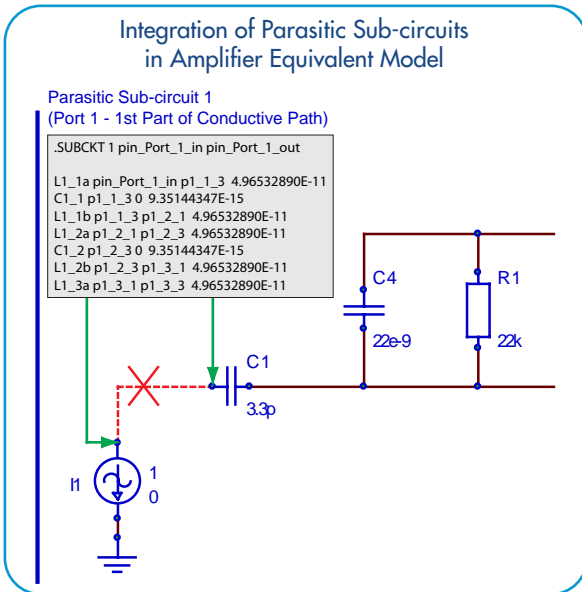 Integration of Parasitic Sub-circuits
in Amplifier Equivalent Model
Parasitic Sub-circuit 1
(Port 1 - 1st Part of Conductive Path)
.SUBCKT 1 pin_Port_1_in pin_Port_1_out
L1_1a pin_Port_1_in p1_1_3 4.96532890E-11
C1_1 p1_1_3 0 9.35144347E-15
L1_1b p1_1_3 p1_2_1 4.96532890E-11
L1_2a p1_2_1 p1_2_3 4.96532890E-11
C1_2 p1_2_3 0 9.35144347E-15
L1_2b p1_2_3 p1_3_1 4.96532890E-11
L1_3a p1_3_1 p1_3_3 4.96532890E-11
C4
22e-9
R1
22k
C1
3.3p
I1
1
0